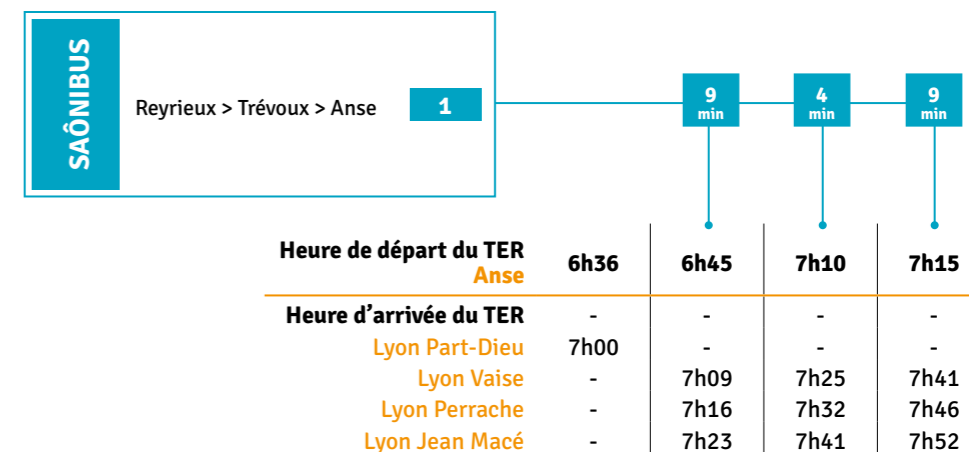 SAÔNIBUS
Reyrieux > Trévoux > Anse 1
9 min 4 min 9 min
Heure de départ du TER
Anse 6h36 6h45 7h10 7h15
Heure d’arrivée du TER - - - -
Lyon Part-Dieu 7h00 - - -
Lyon Vaise - 7h09 7h25 7h41
Lyon Perrache - 7h16 7h32 7h46
Lyon Jean Macé - 7h23 7h41 7h52